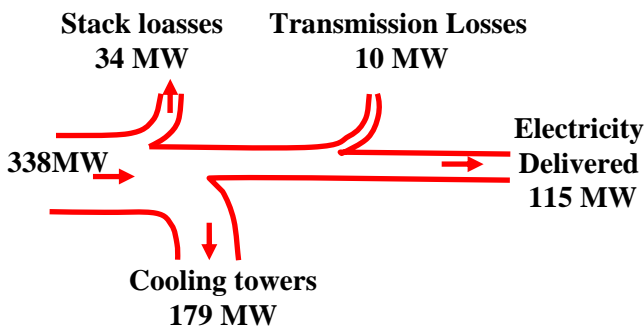 Stack loasses
34 MW
Transmission Losses
10 MW
338MW
Electricity
Delivered
115 MW
Cooling towers
179 MW